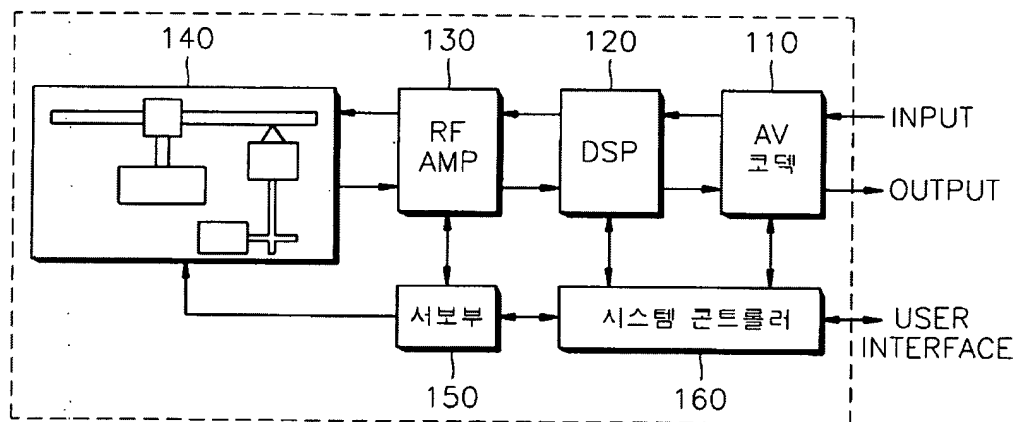 140
130
120
110
RF
AMP
DSP
AV
코덱
INPUT
OUTPUT
서보부
시스템 콘트롤러
USER
INTERFACE
150
160